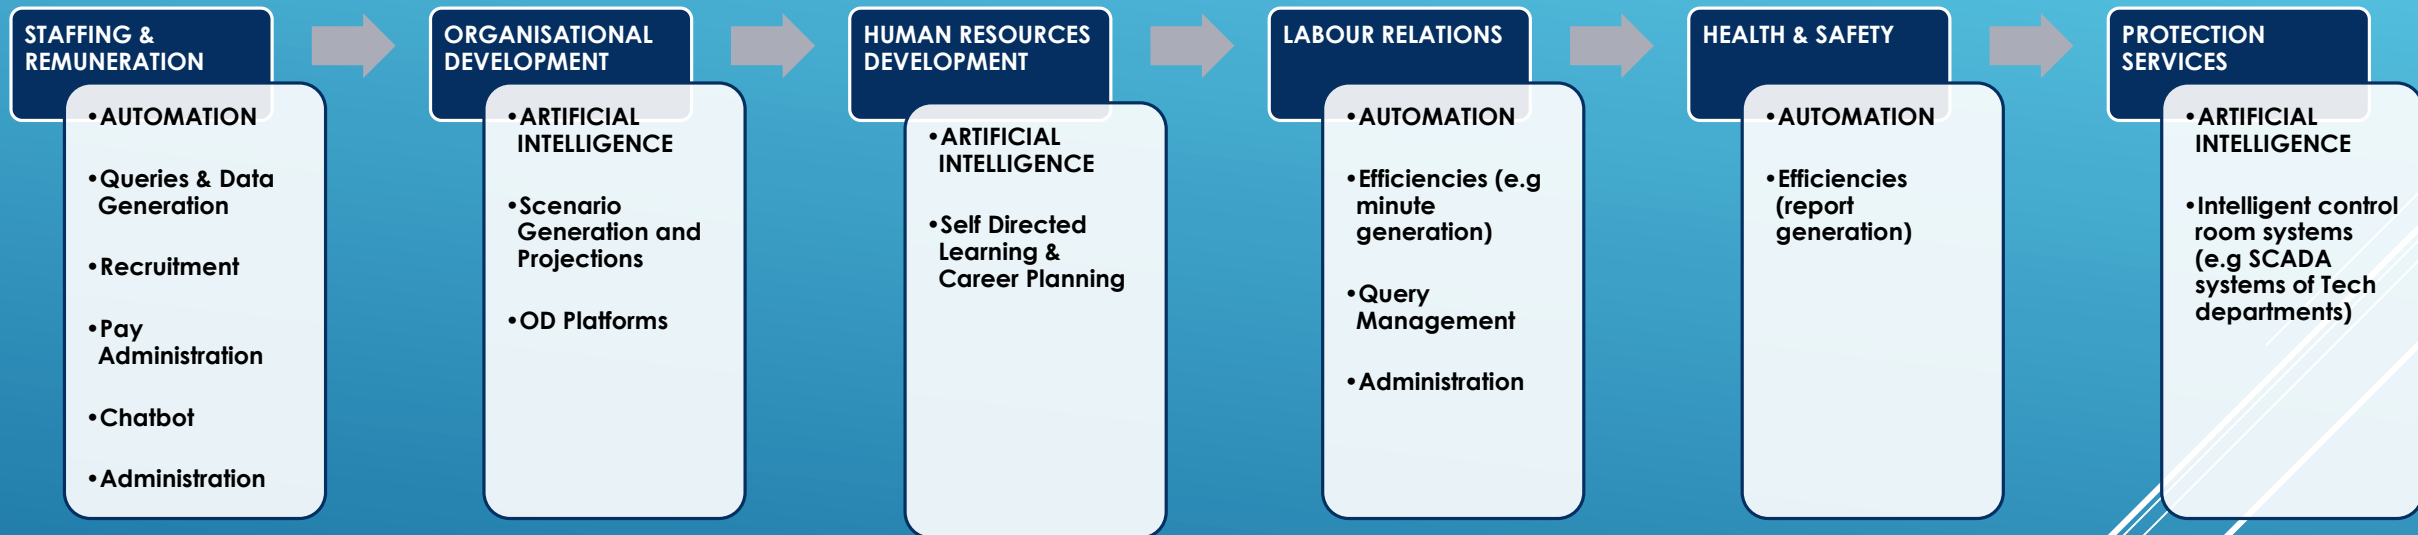 STAFFING &
REMUNERATION
•AUTOMATION
•Queries & Data
Generation
•Recruitment
•Pay
Administration
•Chatbot
•Administration
ORGANISATIONAL
DEVELOPMENT
•ARTIFICIAL
INTELLIGENCE
•Scenario
Generation and
Projections
•OD Platforms
HUMAN RESOURCES
DEVELOPMENT
•ARTIFICIAL
INTELLIGENCE
•Self Directed
Learning &
Career Planning
LABOUR RELATIONS
•AUTOMATION
•Efficiencies (e.g
minute
generation)
•Query
Management
•Administration
HEALTH & SAFETY
•AUTOMATION
•Efficiencies
(report
generation)
PROTECTION
SERVICES
•ARTIFICIAL
INTELLIGENCE
•Intelligent control
room systems
(e.g SCADA
systems of Tech
departments)